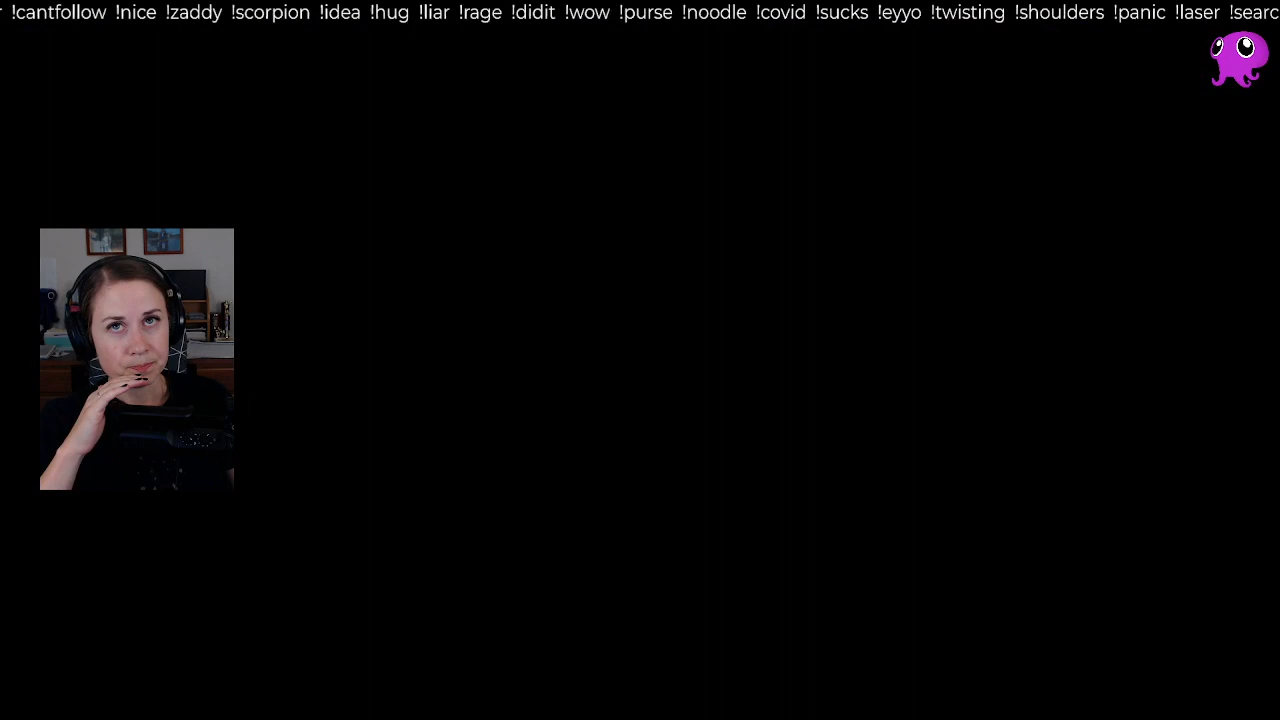 !cantfollow !nice !zaddy !scorpion !idea !hug !liar !rage !didit !wow !purse !noodle !covid !sucks !eyyo !twisting !shoulders !panic !laser !searc